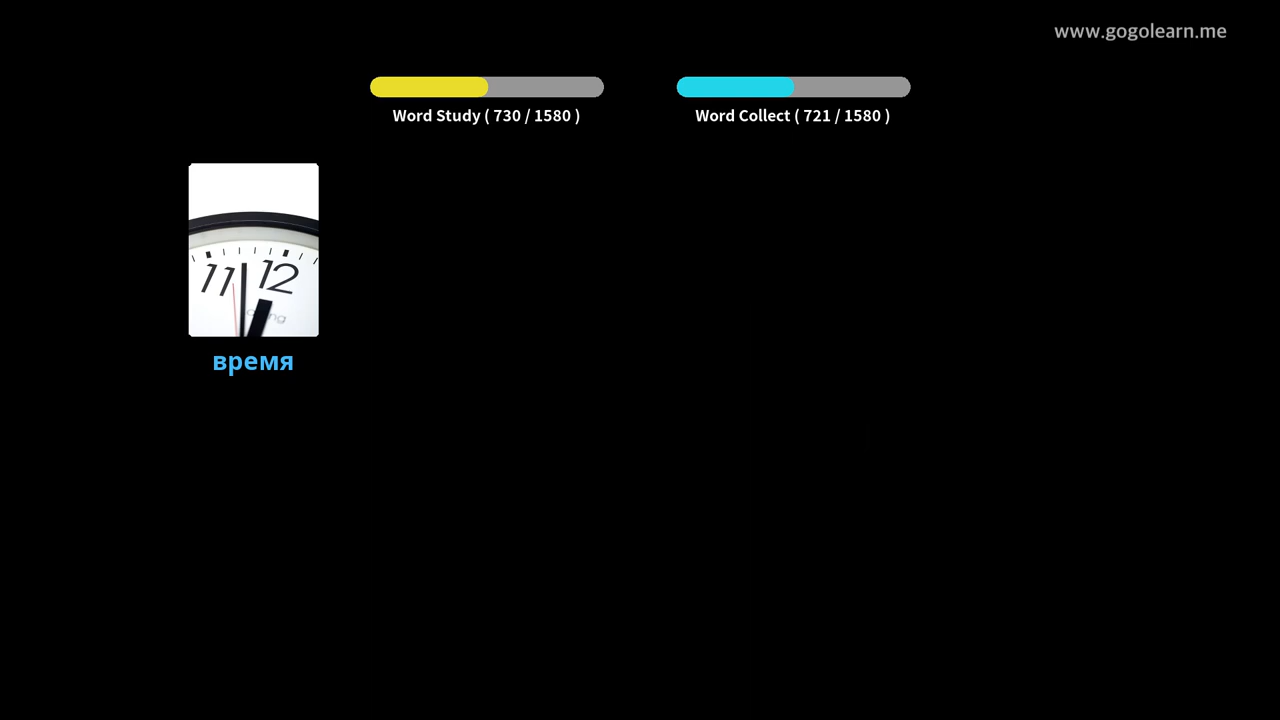 www.gogolearn.me
Word Study ( 730 / 1580 )
Word Collect ( 721 / 1580 )
11 12
время